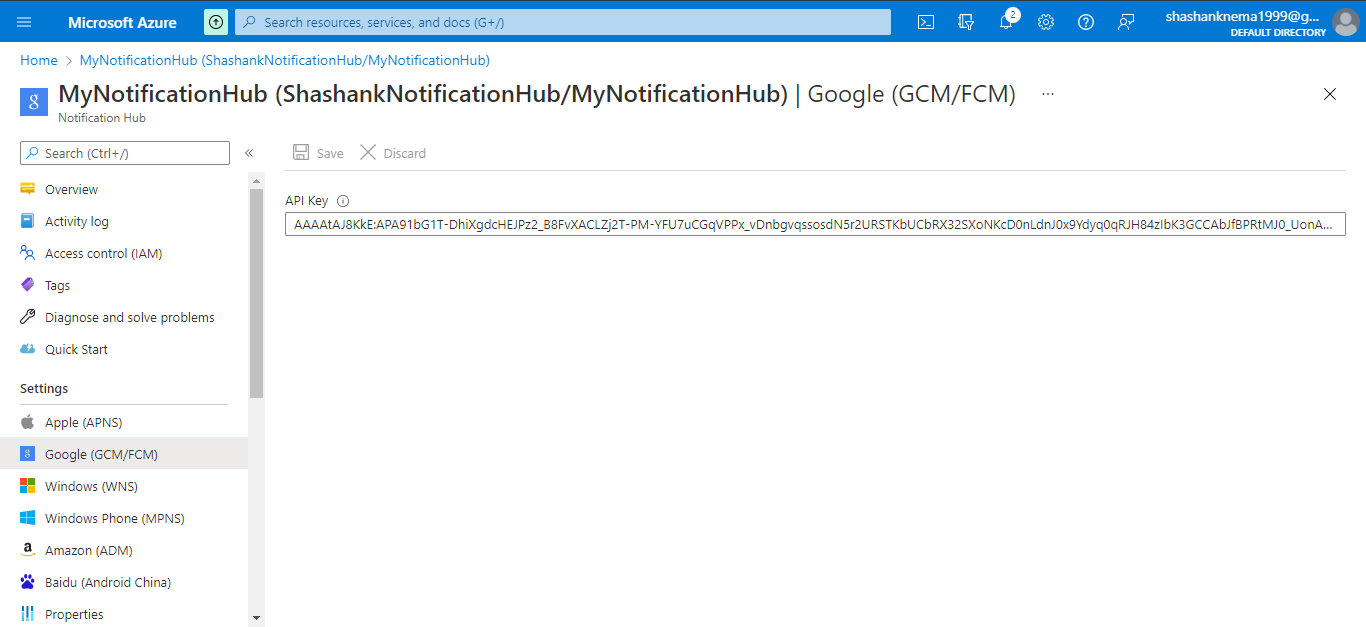 Microsoft Azure
Search resources, services, and docs (G+/)
2
shashanknema1999@g...
DEFAULT DIRECTORY
Home > MyNotificationHub (ShashankNotificationHub/MyNotificationHub)
8 MyNotificationHub (ShashankNotificationHub/MyNotificationHub) | Google (GCM/FCM) ...
Notification Hub
Search (Ctrl+/) «
Save Discard
Overview
Activity log
Access control (IAM)
Tags
Diagnose and solve problems
Quick Start
Settings
Apple (APNS)
8 Google (GCM/FCM)
Windows (WNS)
Windows Phone (MPNS)
a Amazon (ADM)
Baidu (Android China)
Properties
API Key
AAAAtAJ8KkE:APA91bG1T-DhiXgdcHEJPz2_B8FvXACLZj2T-PM-YFU7uCGqVPPx_vDnbgvqssosdN5r2URSTKbUCbRX32SXoNKcD0nLdnJ0x9Ydyq0qRJH84zIbK3GCCAbJfBPRtMJ0_UonA...